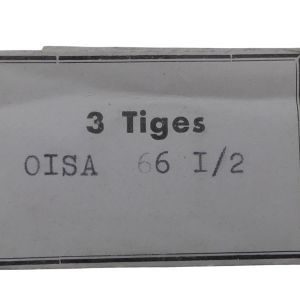 3 Tiges
OISA 66 I/2